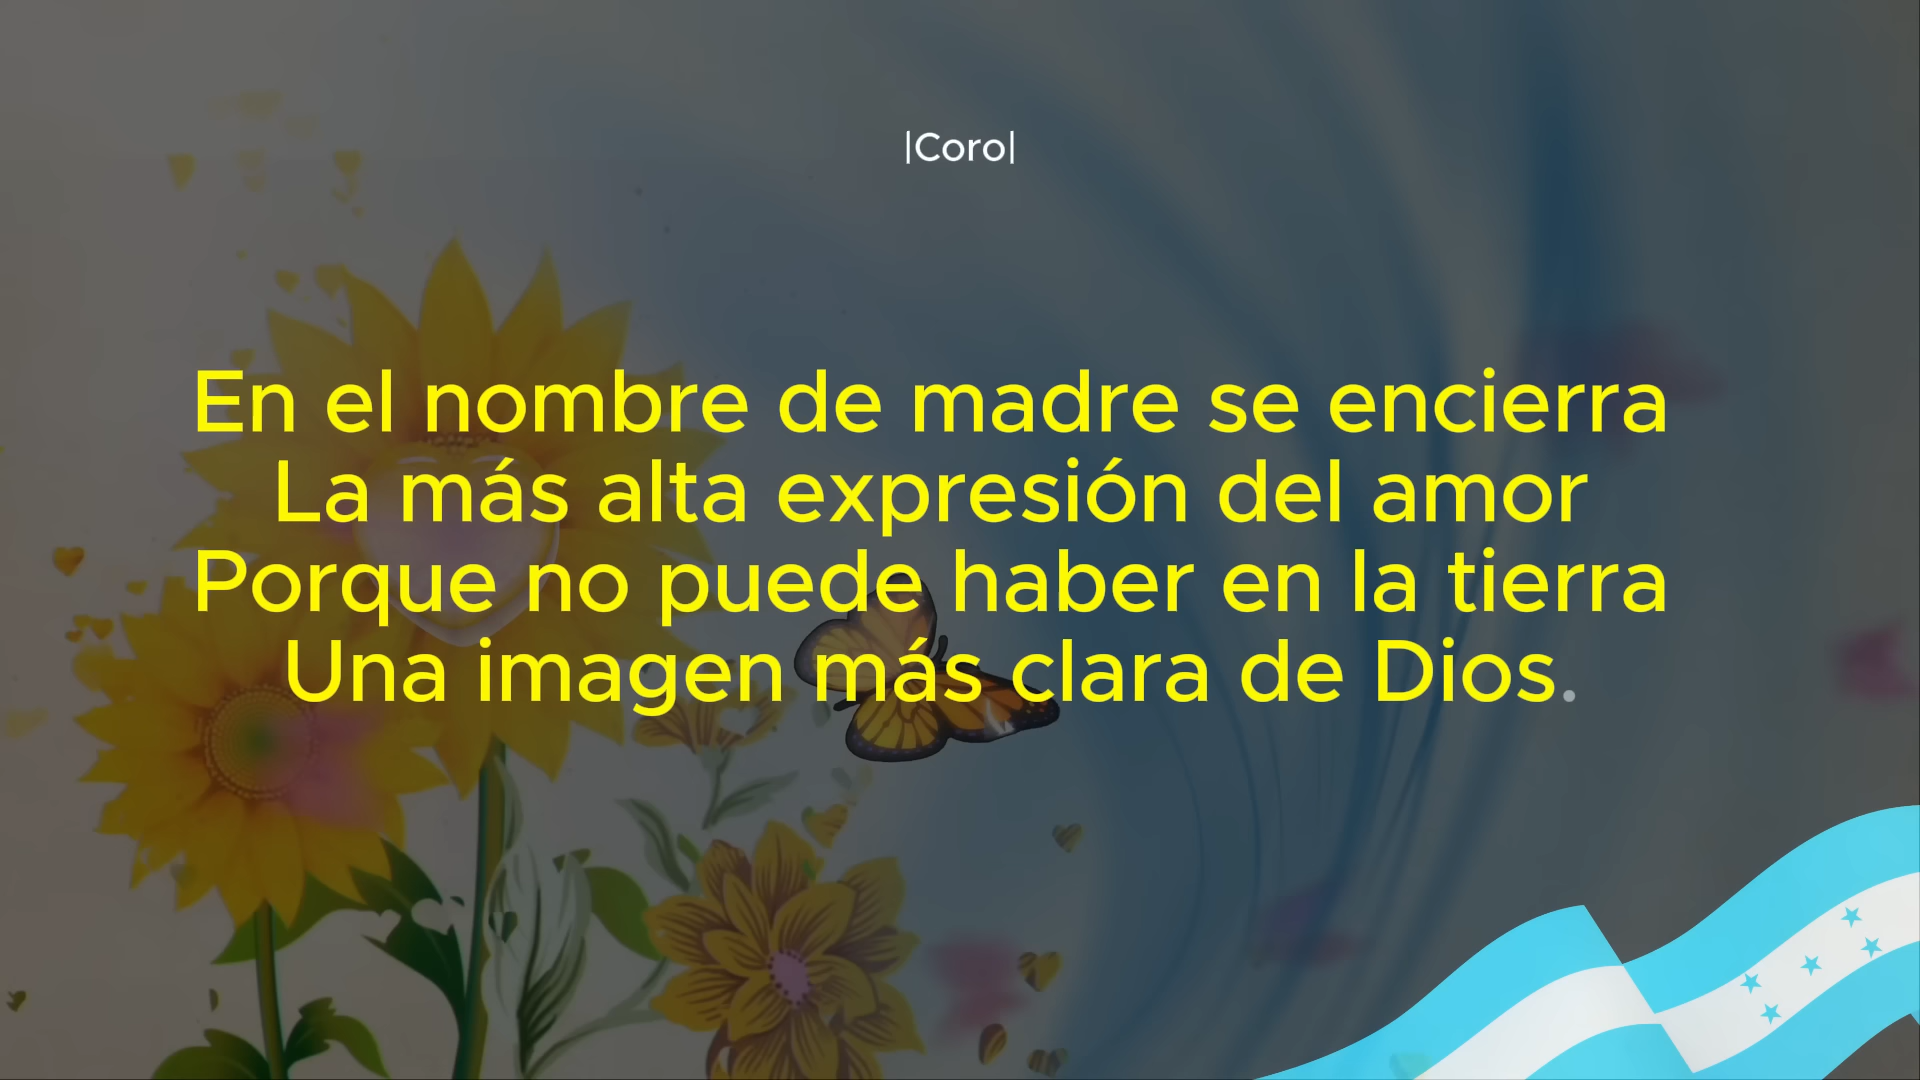 |Coro|
En el nombre de madre se encierra
La más alta expresión del amor
Porque no puede haber en la tierra
Una imagen más clara de Dios.